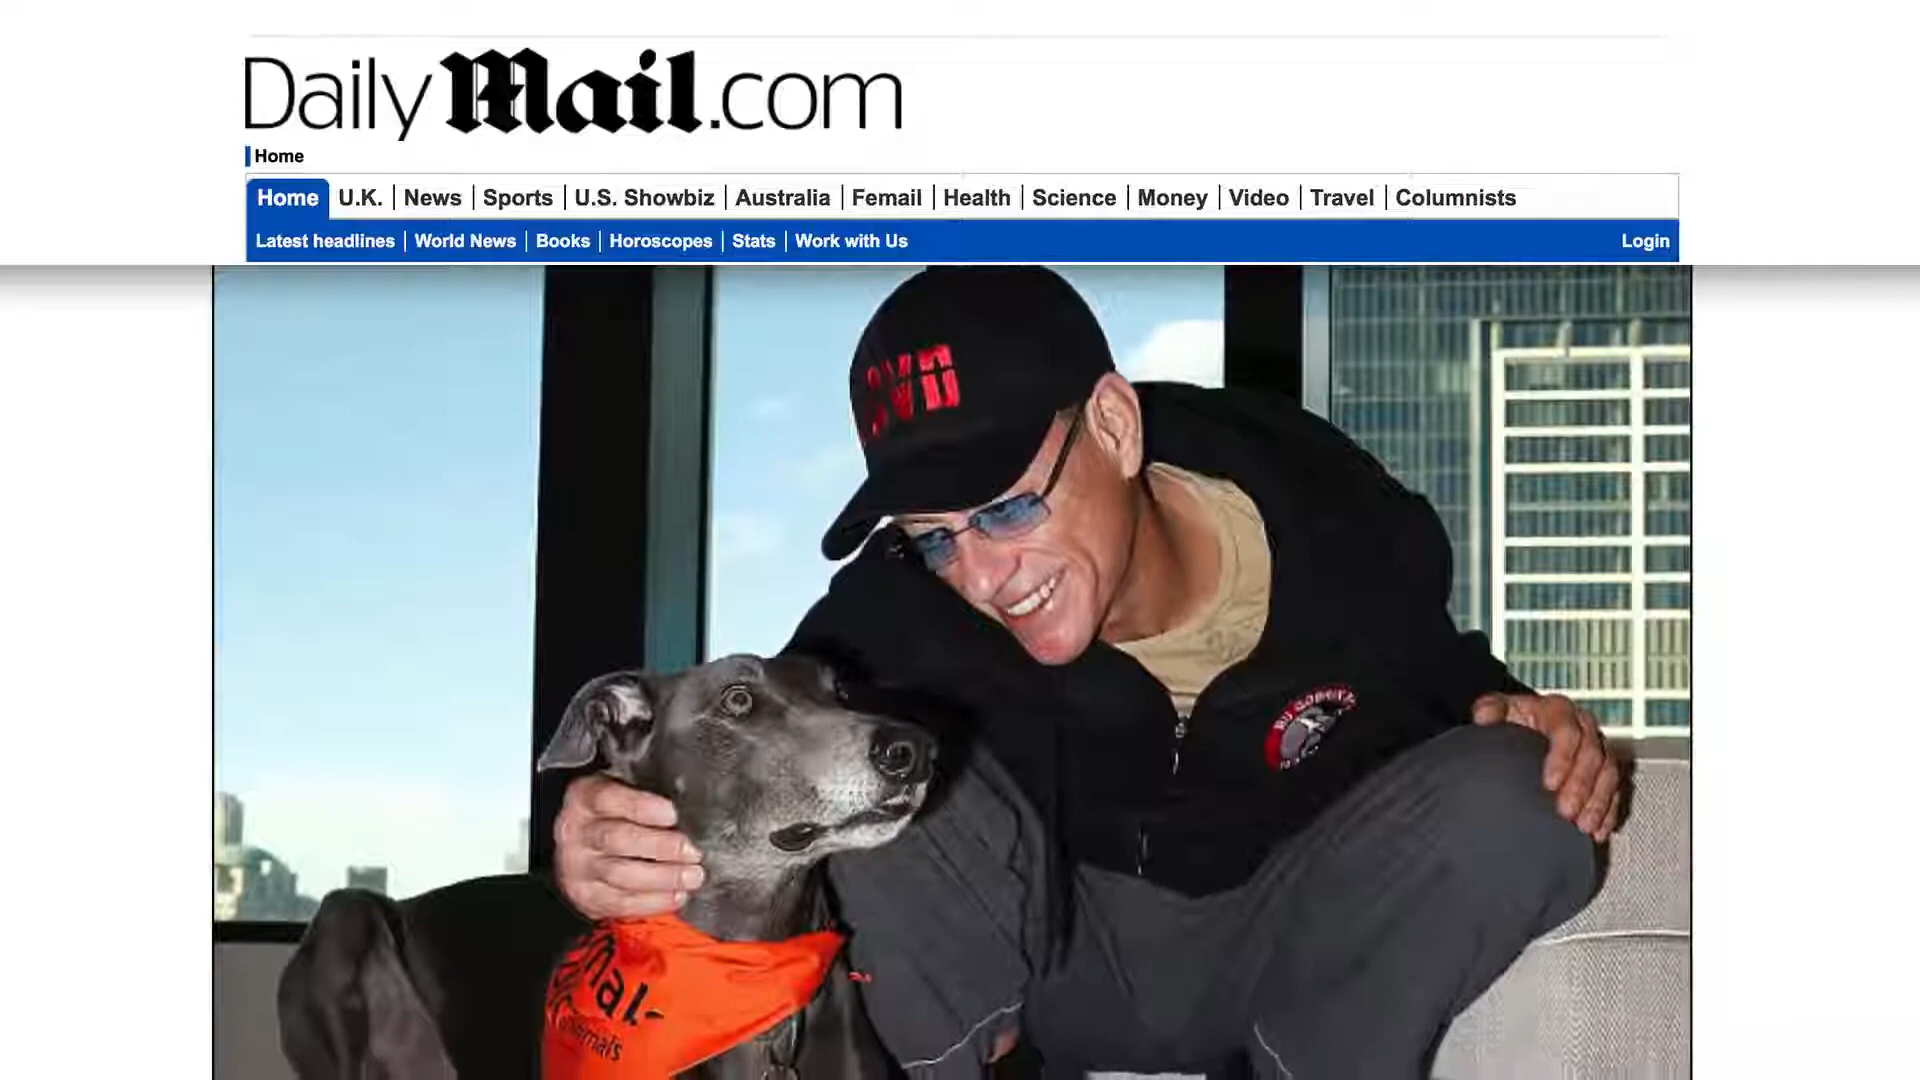 DailyMail.com
Home
Home U.K. News Sports U.S. Showbiz Australia Femail Health Science Money Video Travel Columnists
Latest headlines World News Books Horoscopes Stats Work with Us Login